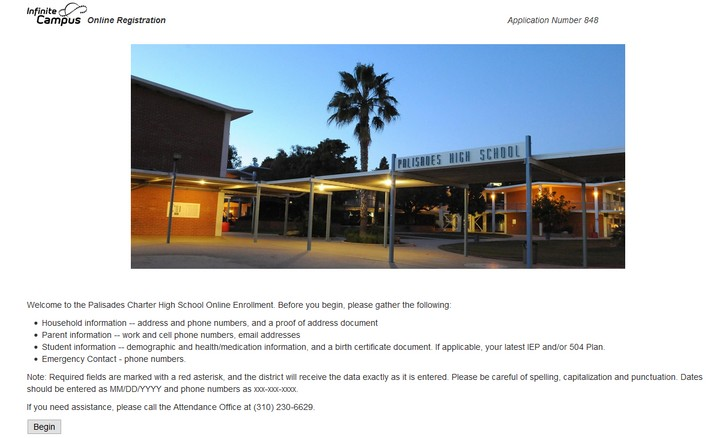 Infinite Campus Online Registration
Application Number 848
PALISADES HIGH SCHOOL
Welcome to the Palisades Charter High School Online Enrollment. Before you begin, please gather the following:
• Household information -- address and phone numbers, and a proof of address document
• Parent information -- work and cell phone numbers, email addresses
• Student information -- demographic and health/medication information, and a birth certificate document. If applicable, your latest IEP and/or 504 Plan.
• Emergency Contact - phone numbers.
Note: Required fields are marked with a red asterisk, and the district will receive the data exactly as it is entered. Please be careful of spelling, capitalization and punctuation. Dates
should be entered as MM/DD/YYYY and phone numbers as xxx-xxx-xxxx.
If you need assistance, please call the Attendance Office at (310) 230-6629.
Begin